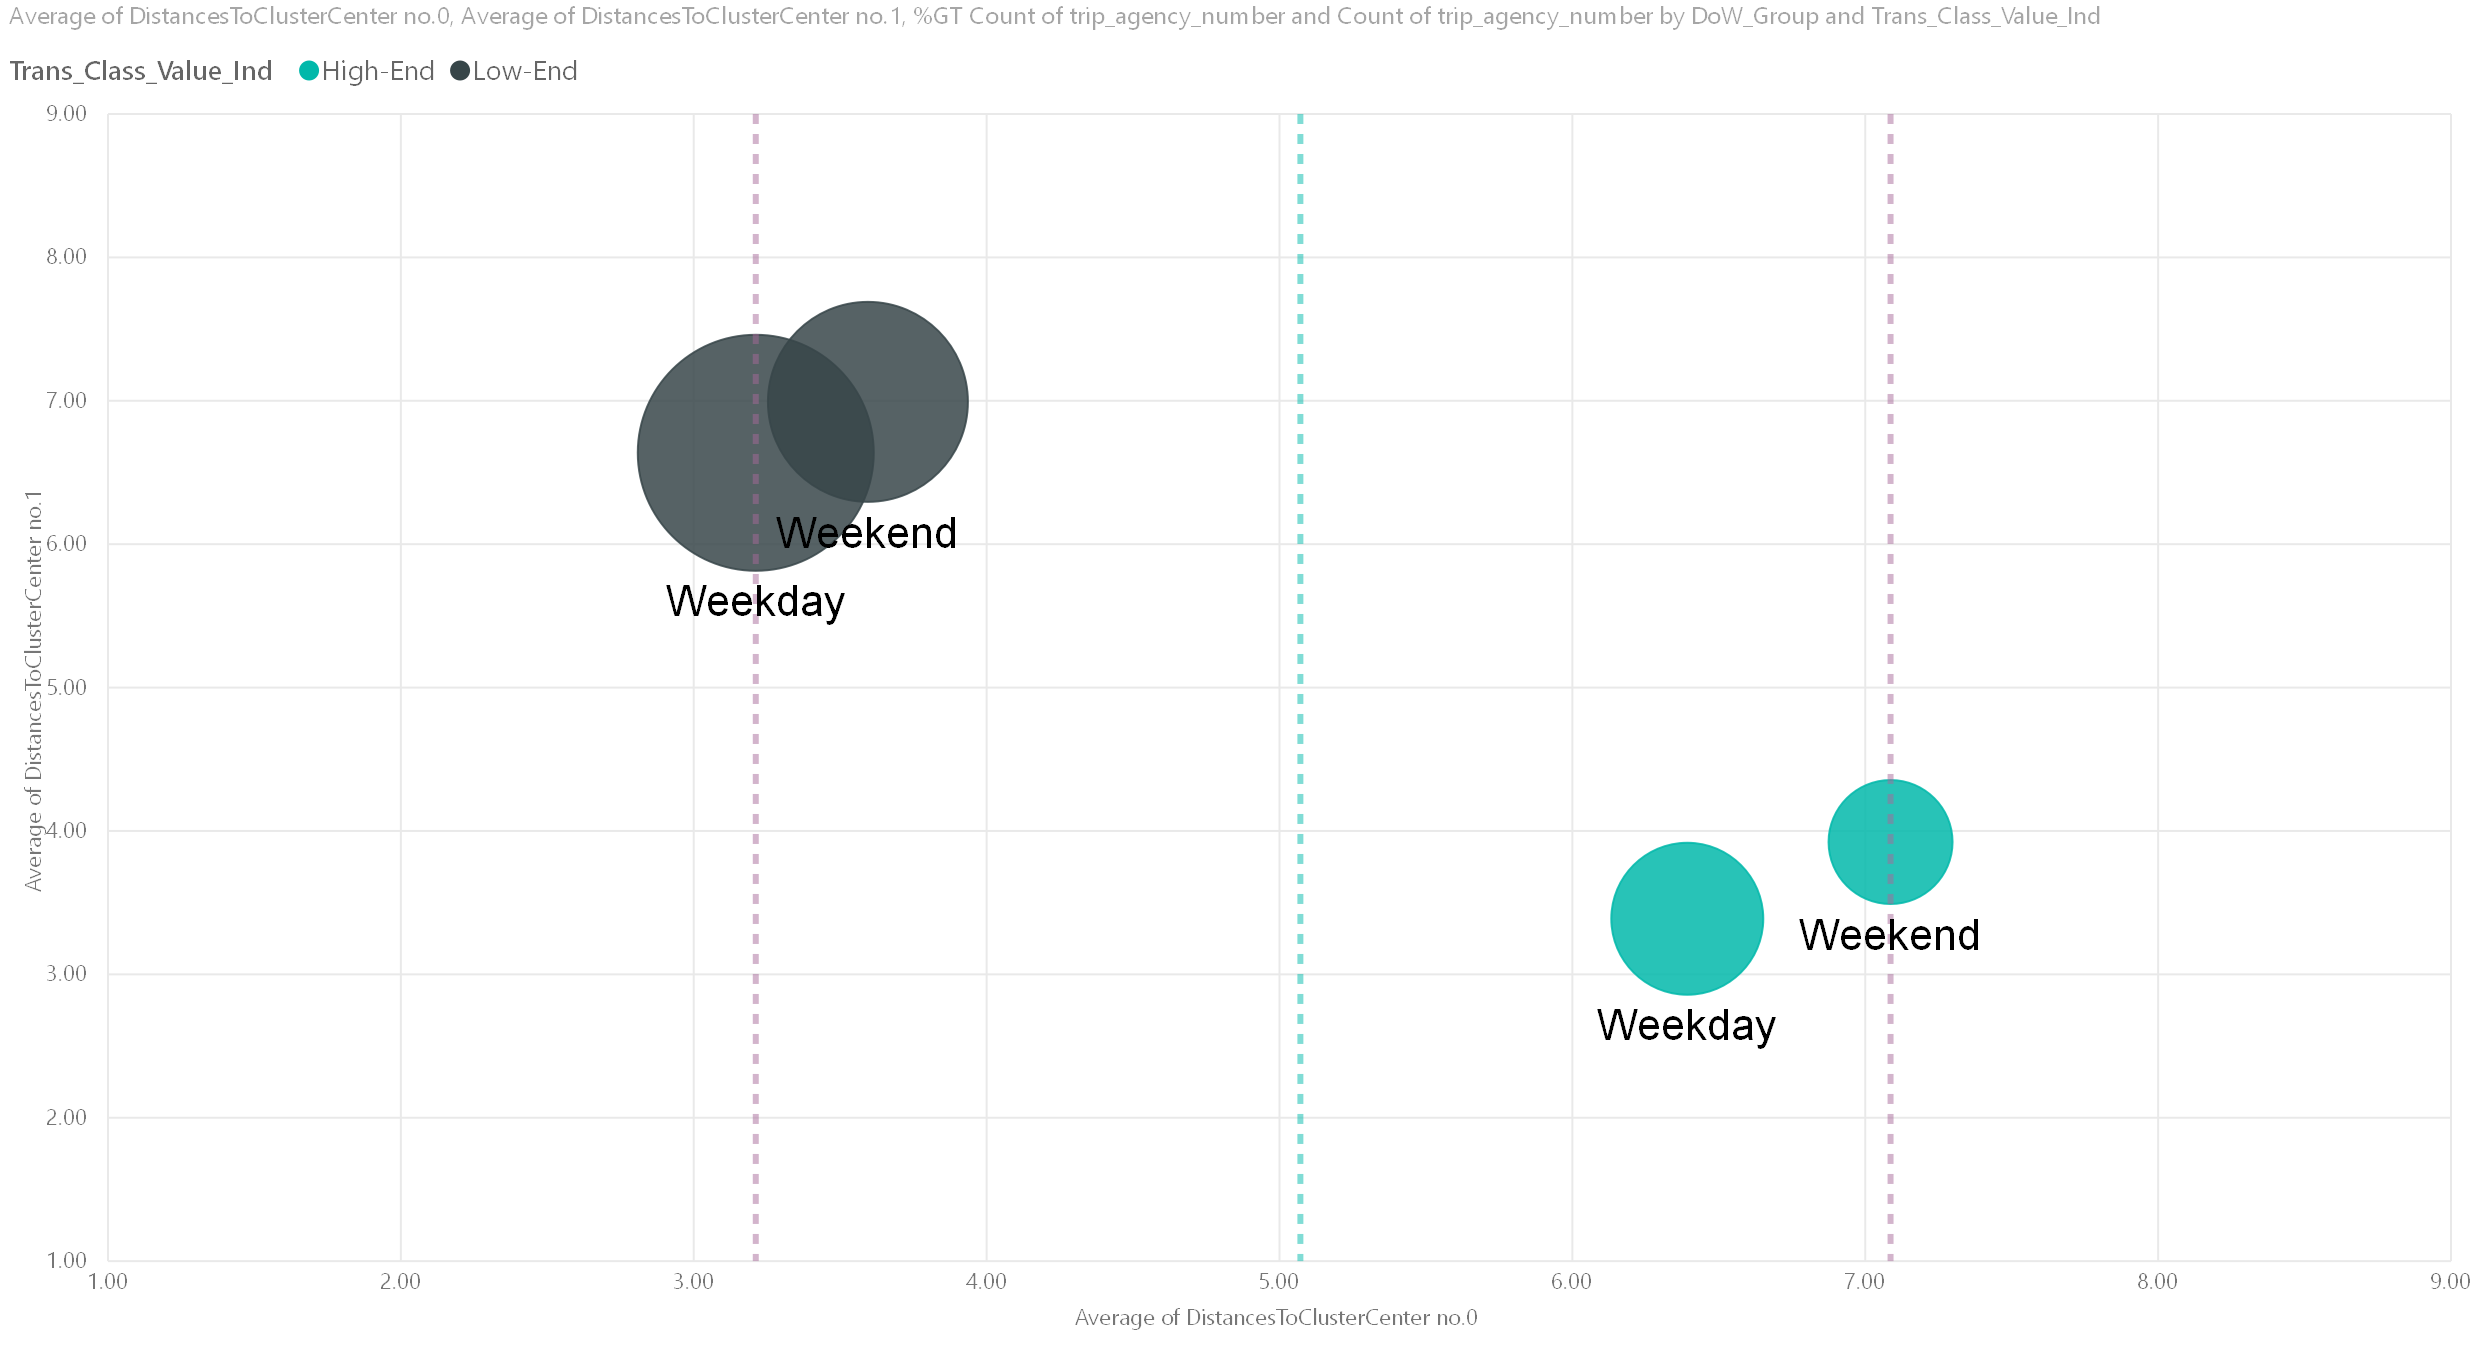 Average of DistancesToClusterCenter no.0, Average of DistancesToClusterCenter no.1, %GT Count of trip_agency_number and Count of trip_agency_number by DoW_Group and Trans_Class_Value_Ind
Trans_Class_Value_Ind High-End Low-End
9.00
8.00
7.00
6.00
5.00
4.00
3.00
2.00
1.00
Average of DistancesToClusterCenter no.1
Weekend
Weekday
Weekend
Weekday
1.00 2.00 3.00 4.00 5.00 6.00 7.00 8.00 9.00
Average of DistancesToClusterCenter no.0